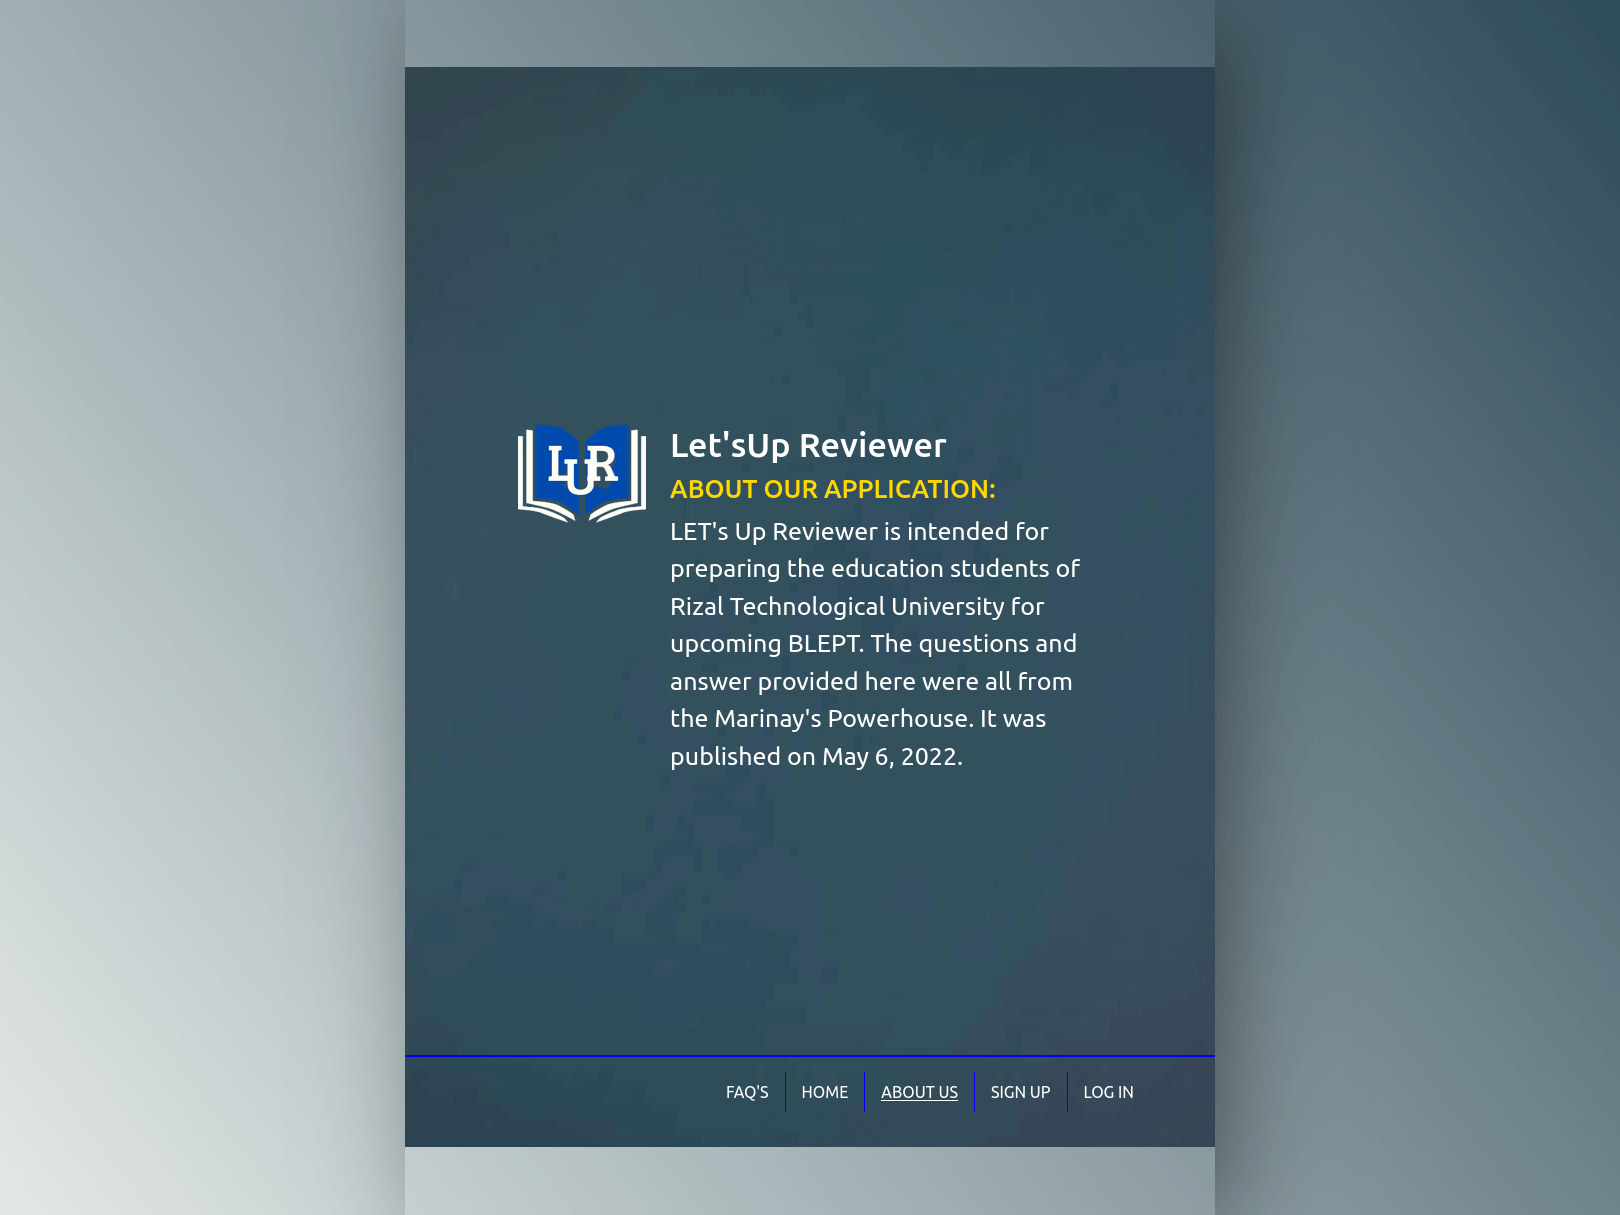 LUR
Let'sUp Reviewer
ABOUT OUR APPLICATION:
LET's Up Reviewer is intended for
preparing the education students of
Rizal Technological University for
upcoming BLEPT. The questions and
answer provided here were all from
the Marinay's Powerhouse. It was
published on May 6, 2022.
FAQ'S HOME ABOUT US SIGN UP LOG IN